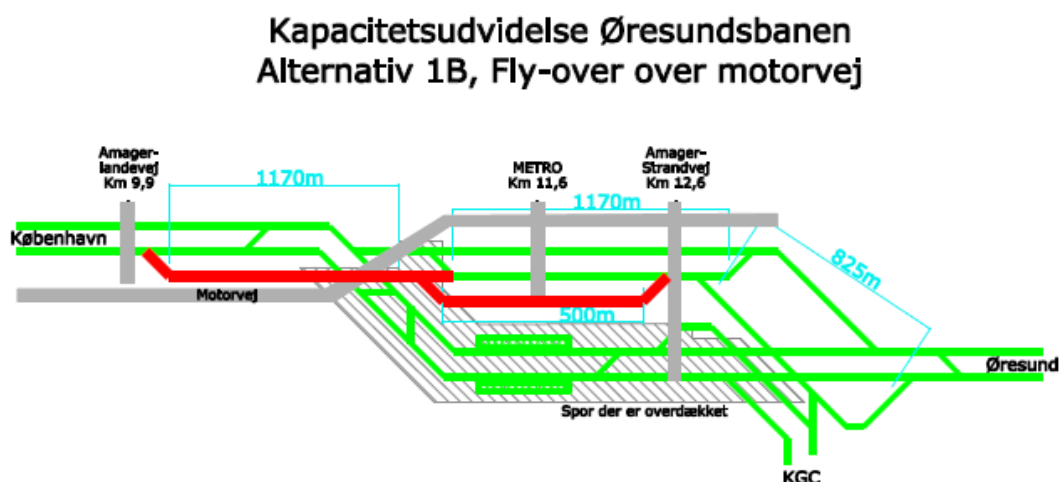 Kapacitetsudvidelse Øresundsbanen
Alternativ 1B, Fly-over over motorvej
Amager-
landevej
Km 9,9
METRO
Km 11,6
Amager-
Strandvej
Km 12,6
1170m
1170m
København
825m
Motorvej
500m
Øresund
Spor der er overdækket
KGC